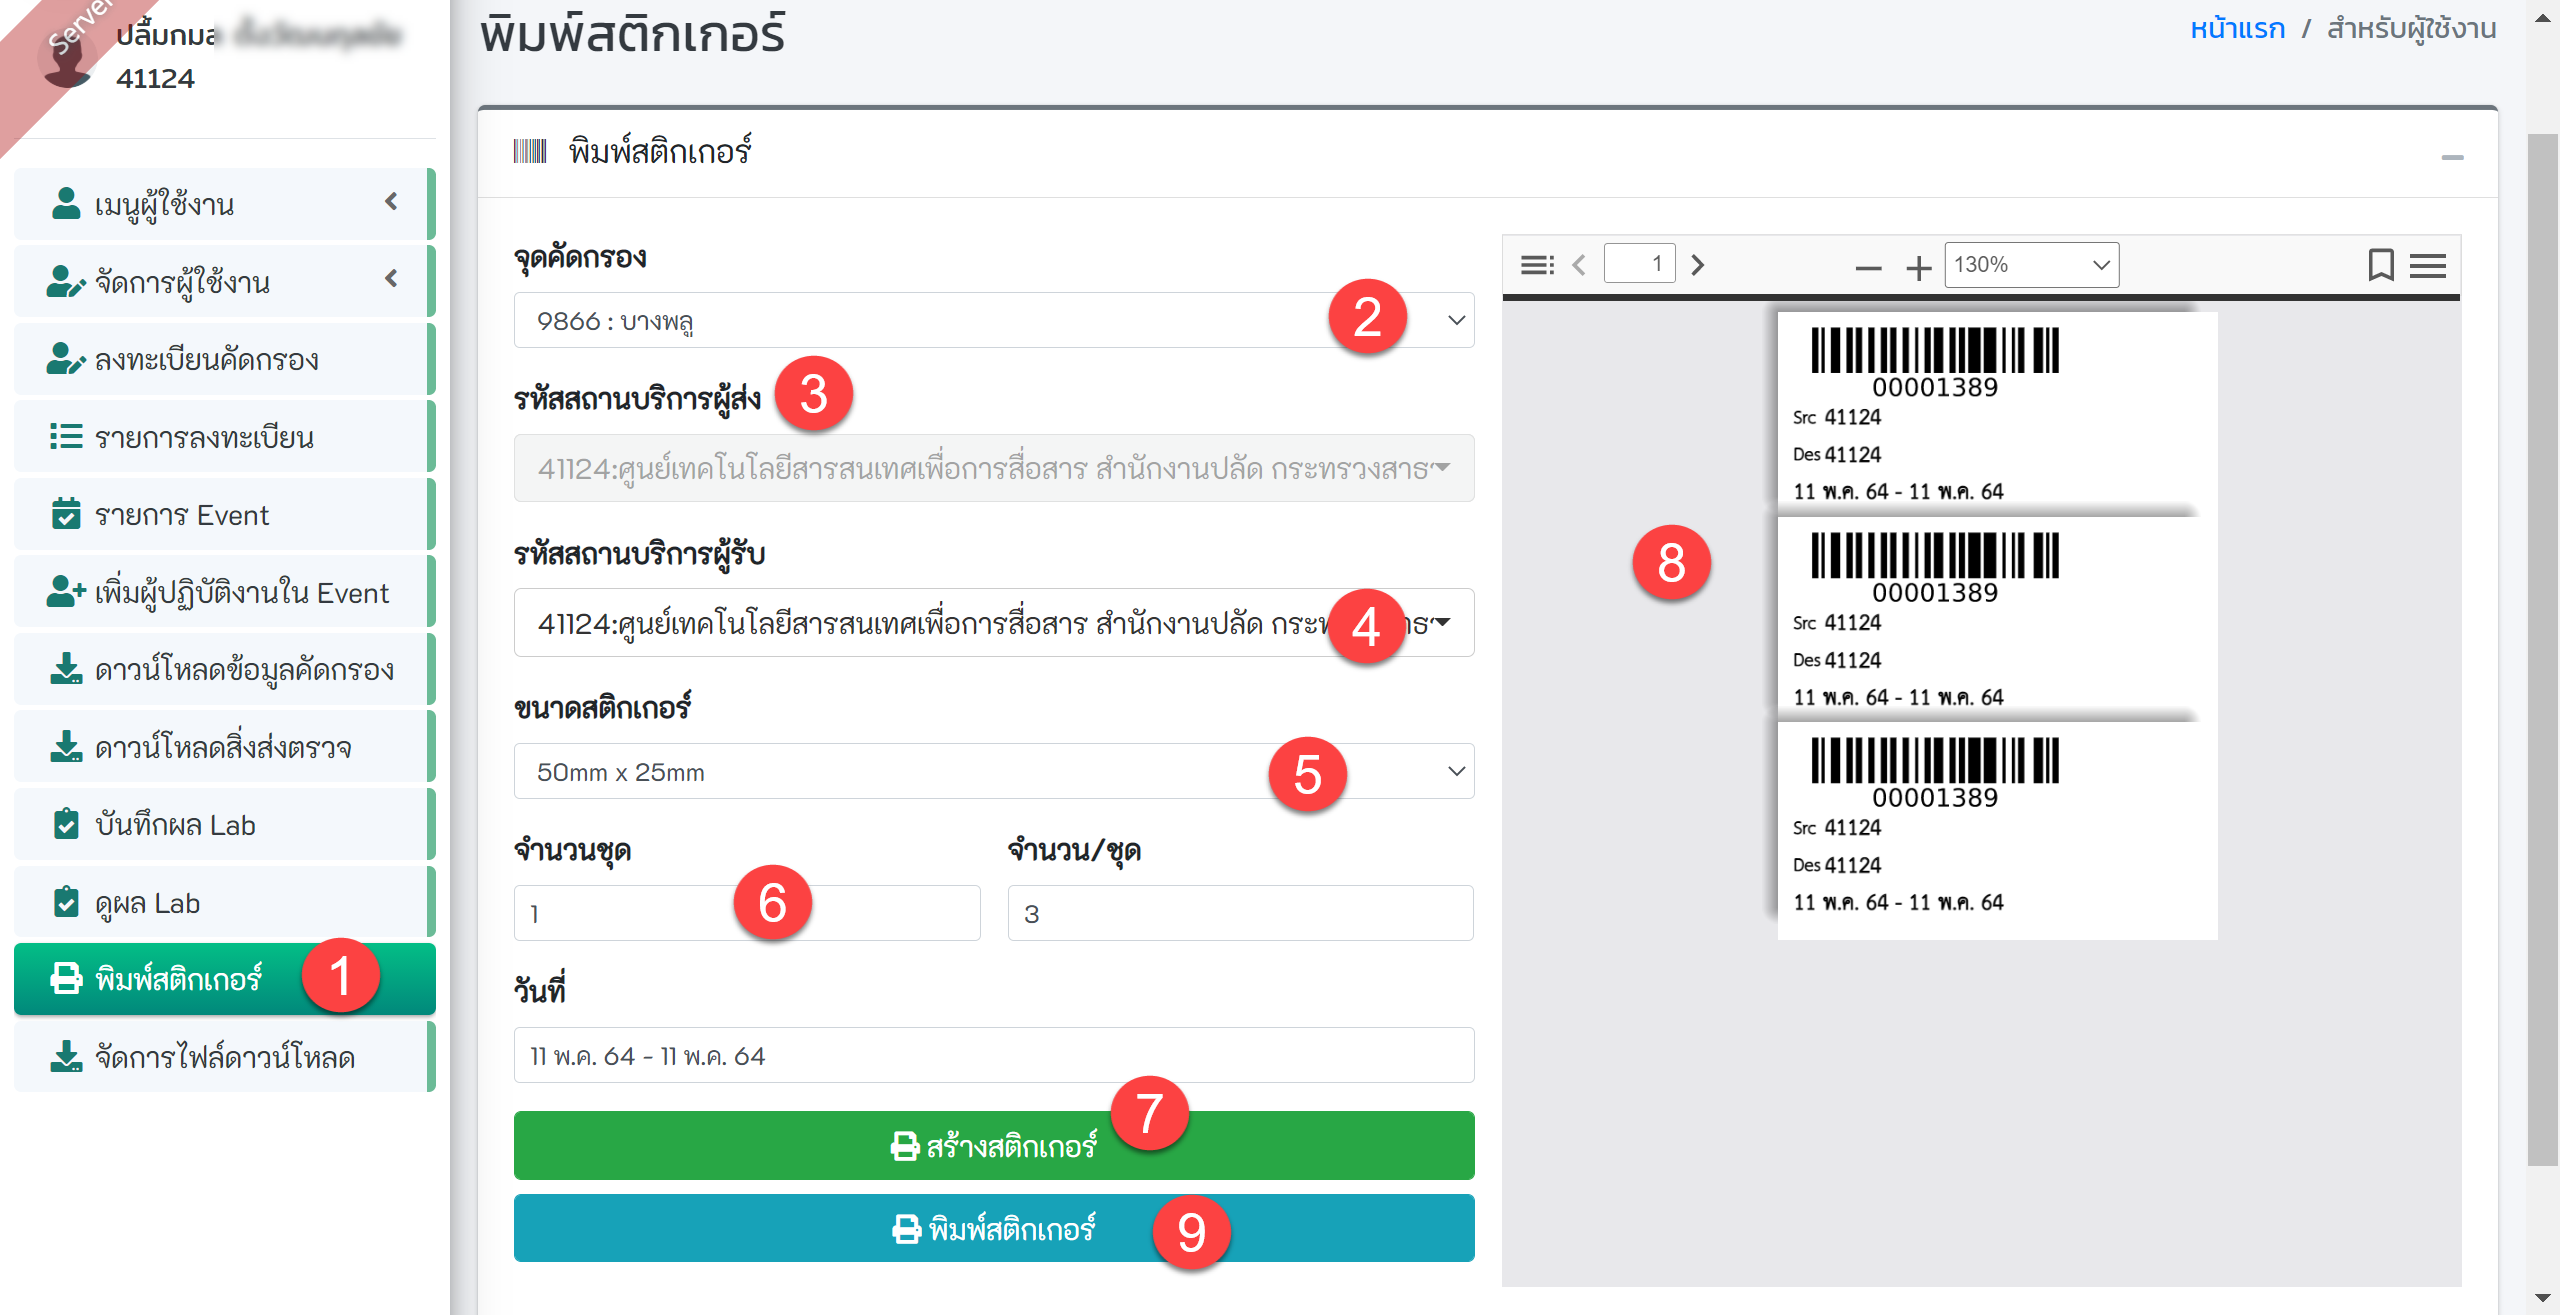 Server
ปลื้มกมล
41124
เมนูผู้ใช้งาน
จัดการผู้ใช้งาน
ลงทะเบียนคัดกรอง
รายการลงทะเบียน
รายการ Event
เพิ่มผู้ปฏิบัติงานใน Event
ดาวน์โหลดข้อมูลคัดกรอง
ดาวน์โหลดสิ่งส่งตรวจ
บันทึกผล Lab
ดูผล Lab
พิมพ์สติกเกอร์ 1
จัดการไฟล์ดาวน์โหลด
พิมพ์สติกเกอร์
หน้าแรก / สำหรับผู้ใช้งาน
พิมพ์สติกเกอร์
จุดคัดกรอง
9866 : บางพลู 2
รหัสสถานบริการผู้ส่ง 3
41124:ศูนย์เทคโนโลยีสารสนเทศเพื่อการสื่อสาร สำนักงานปลัด กระทรวงสาธ
รหัสสถานบริการผู้รับ
41124:ศูนย์เทคโนโลยีสารสนเทศเพื่อการสื่อสาร สำนักงานปลัด 4
ขนาดสติกเกอร์
50mm x 25mm 5
จำนวนชุด
1 6
จำนวน/ชุด
3
วันที่
11 พ.ค. 64 - 11 พ.ค. 64
สร้างสติกเกอร์ 7
พิมพ์สติกเกอร์ 9
1 130%
8
00001389
Src 41124
Des 41124
11 พ.ค. 64 - 11 พ.ค. 64
00001389
Src 41124
Des 41124
11 พ.ค. 64 - 11 พ.ค. 64
00001389
Src 41124
Des 41124
11 พ.ค. 64 - 11 พ.ค. 64